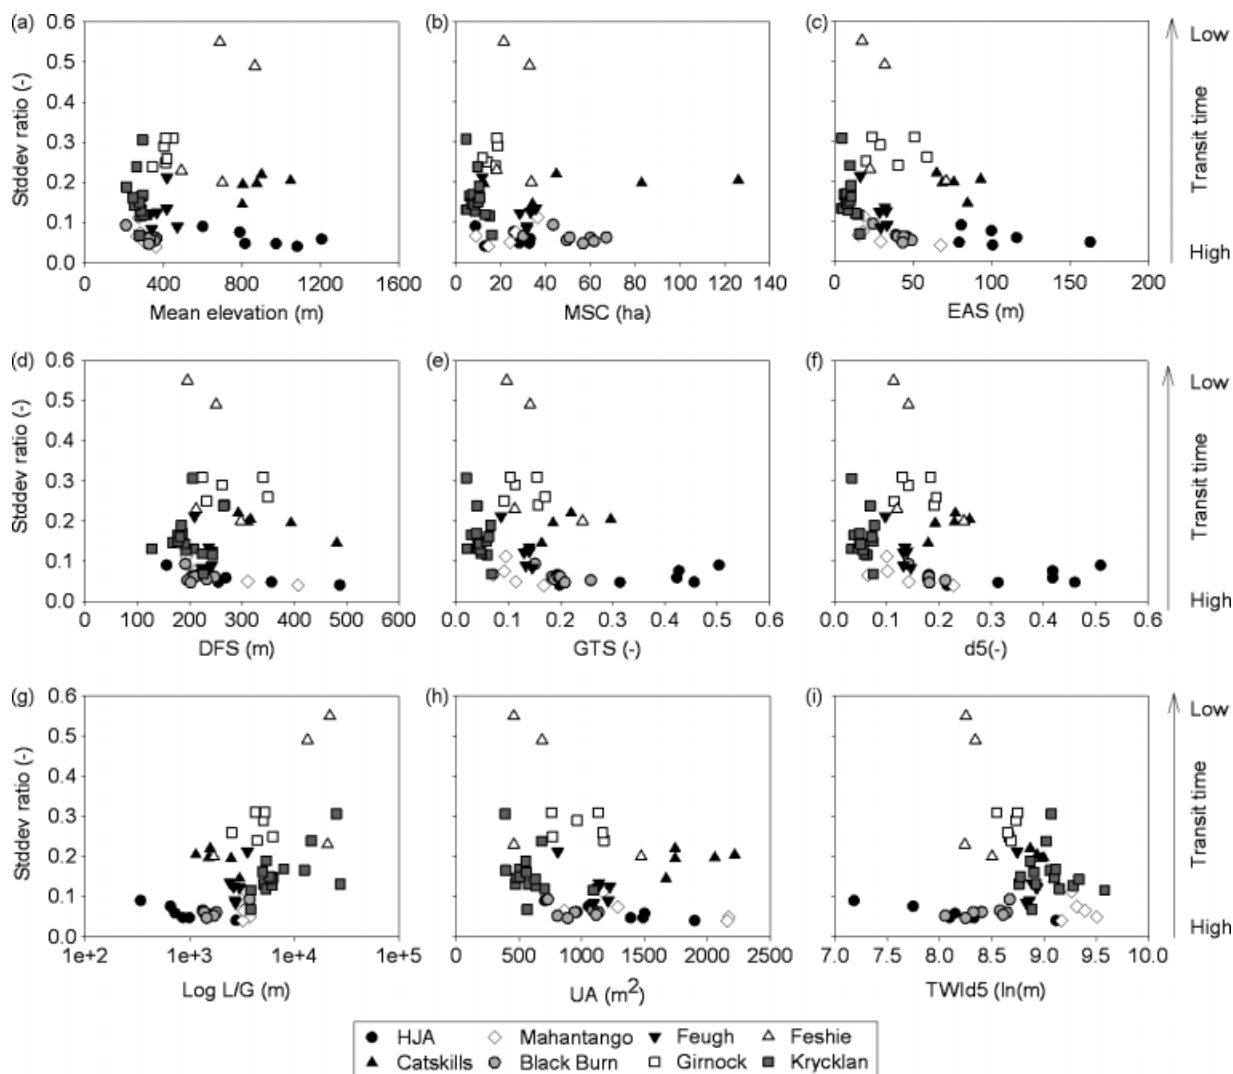 (a)
(b)
(c)
0.6
0.5
0.4
0.3
0.2
0.1
0.0
Stddev ratio (-)
0 400 800 1200 1600
Mean elevation (m)
0 20 40 60 80 100 120 140
MSC (ha)
0 50 100 150 200
EAS (m)
Low
Transit time
High
(d)
(e)
(f)
0.6
0.5
0.4
0.3
0.2
0.1
0.0
Stddev ratio (-)
0 100 200 300 400 500 600
DFS (m)
0.0 0.1 0.2 0.3 0.4 0.5 0.6
GTS (-)
0.0 0.1 0.2 0.3 0.4 0.5 0.6
d5(-)
Low
Transit time
High
(g)
(h)
(i)
0.6
0.5
0.4
0.3
0.2
0.1
0.0
Stddev ratio (-)
1e+2 1e+3 1e+4 1e+5
Log L/G (m)
0 500 1000 1500 2000 2500
UA (m²)
7.0 7.5 8.0 8.5 9.0 9.5 10.0
TWId5 (ln(m)
Low
Transit time
High
HJA Mahantango Feugh Feshie
Catskills Black Burn Girnock Krycklan